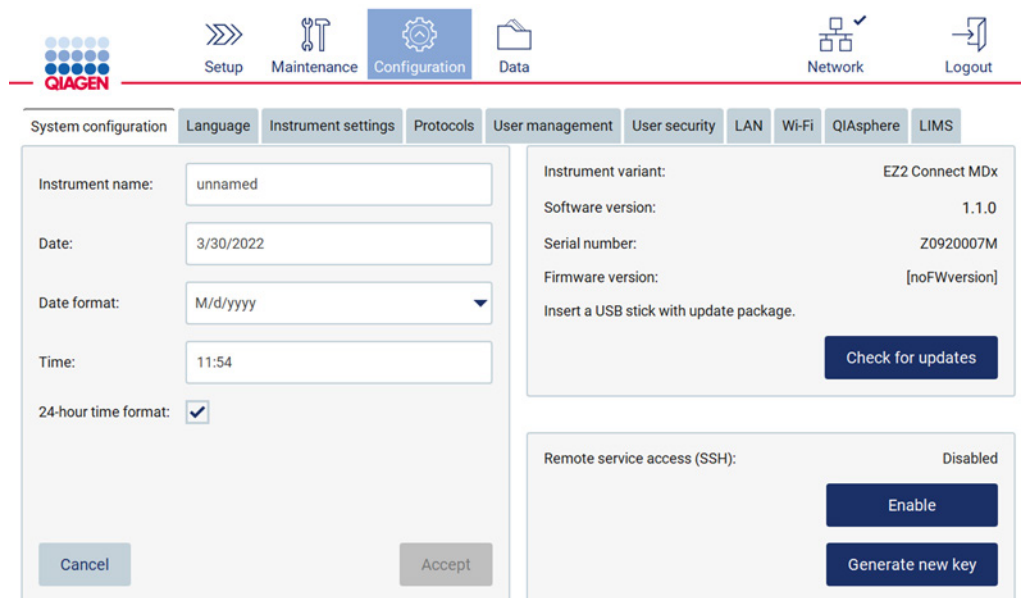 QIAGEN
Setup
Maintenance
Configuration
Data
Network
Logout
System configuration
Language
Instrument settings
Protocols
User management
User security
LAN
Wi-Fi
QIAsphere
LIMS
Instrument name: unnamed
Date: 3/30/2022
Date format: M/d/yyyy
Time: 11:54
24-hour time format:
Cancel
Accept
Instrument variant: EZ2 Connect MDx
Software version: 1.1.0
Serial number: Z0920007M
Firmware version: [noFWversion]
Insert a USB stick with update package.
Check for updates
Remote service access (SSH): Disabled
Enable
Generate new key